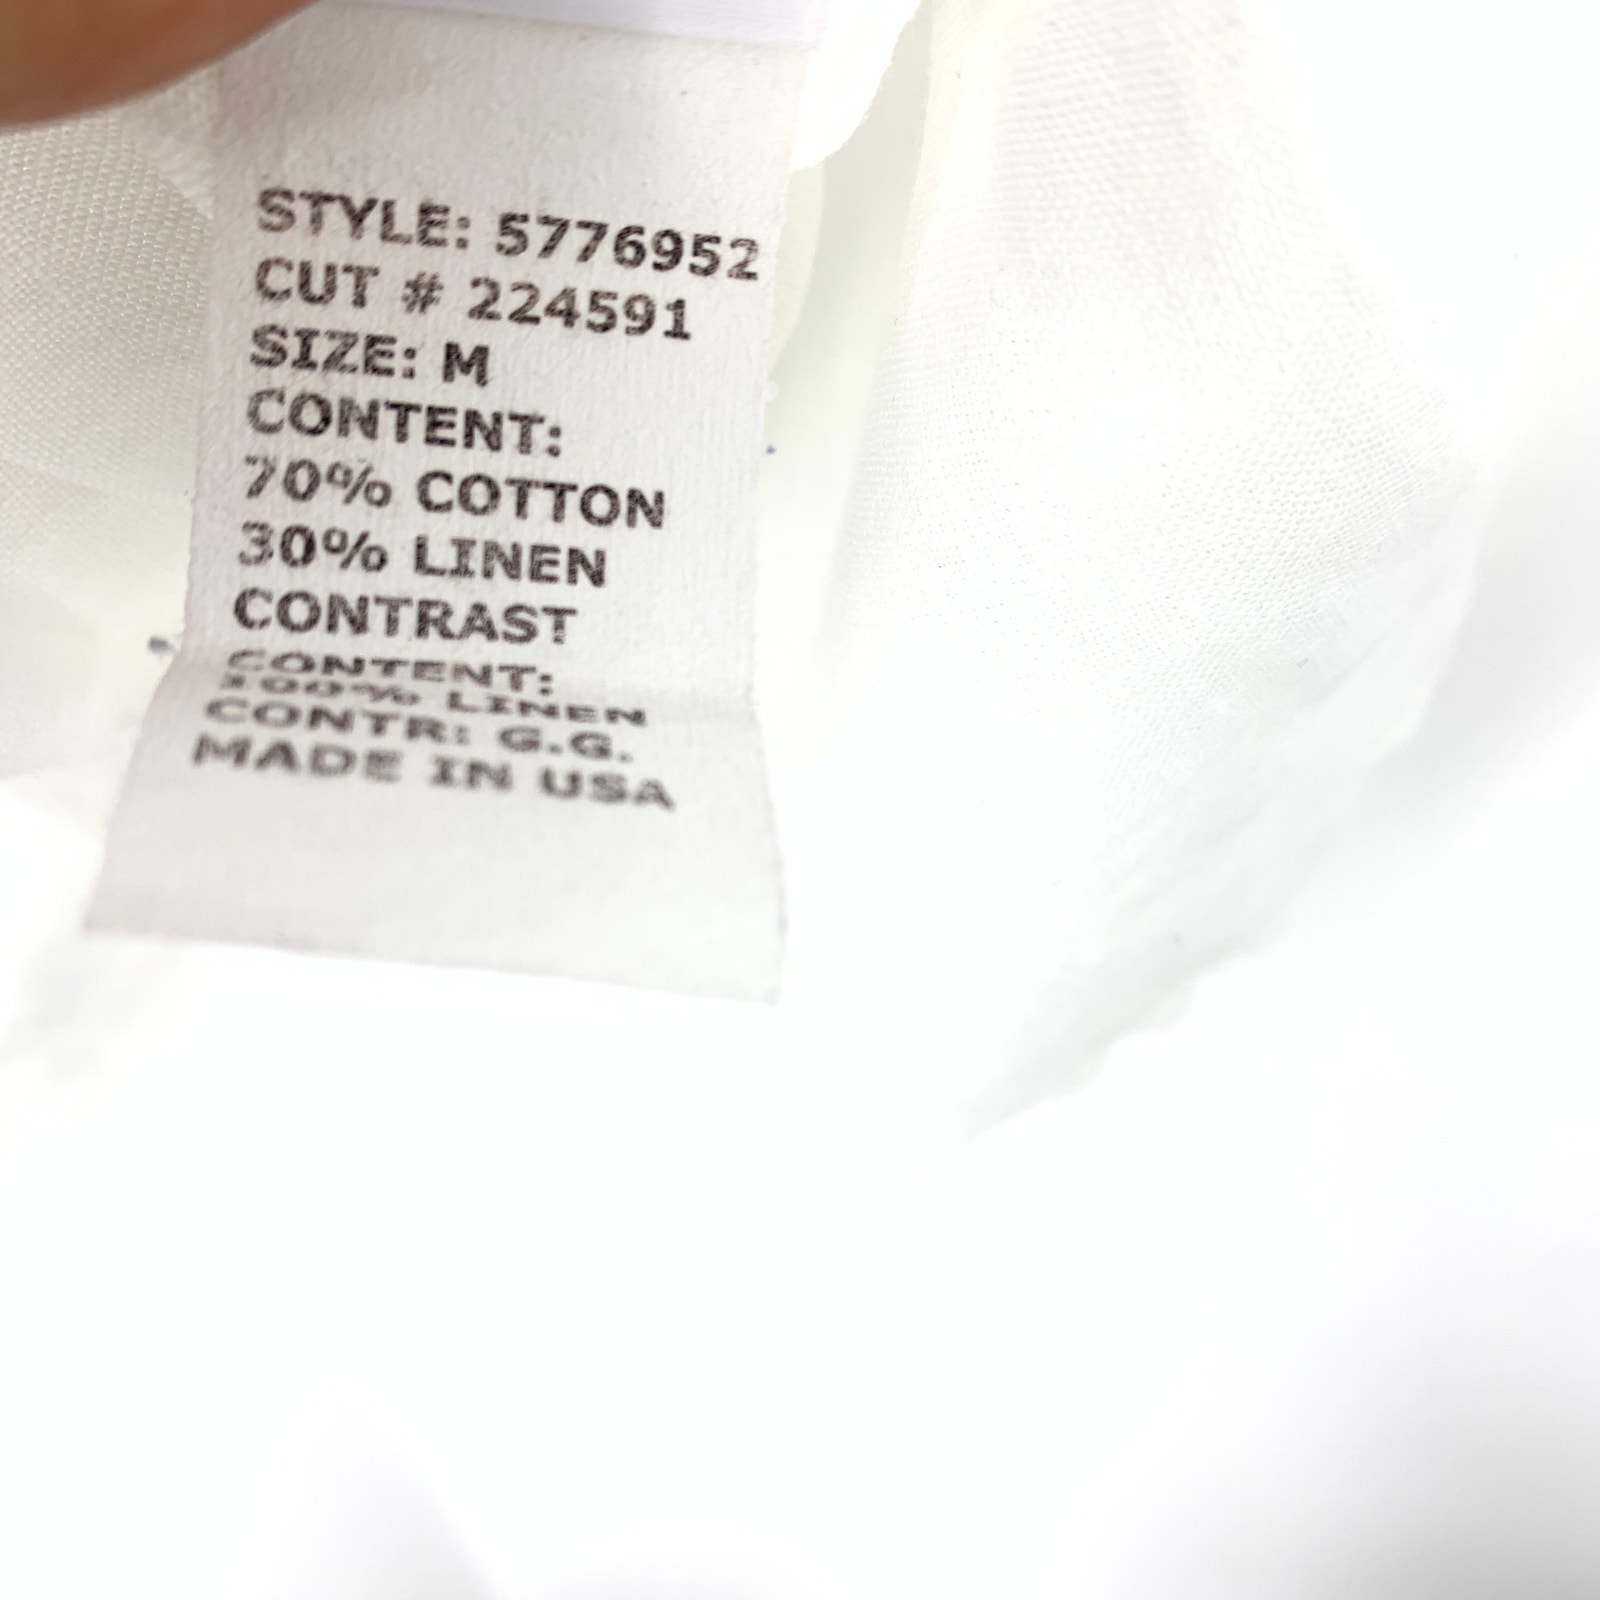 STYLE: 5776952
CUT # 224591
SIZE: M
CONTENT:
70% COTTON
30% LINEN
CONTRAST
CONTENT:
100% LINEN
CONTR: G.G.
MADE IN USA